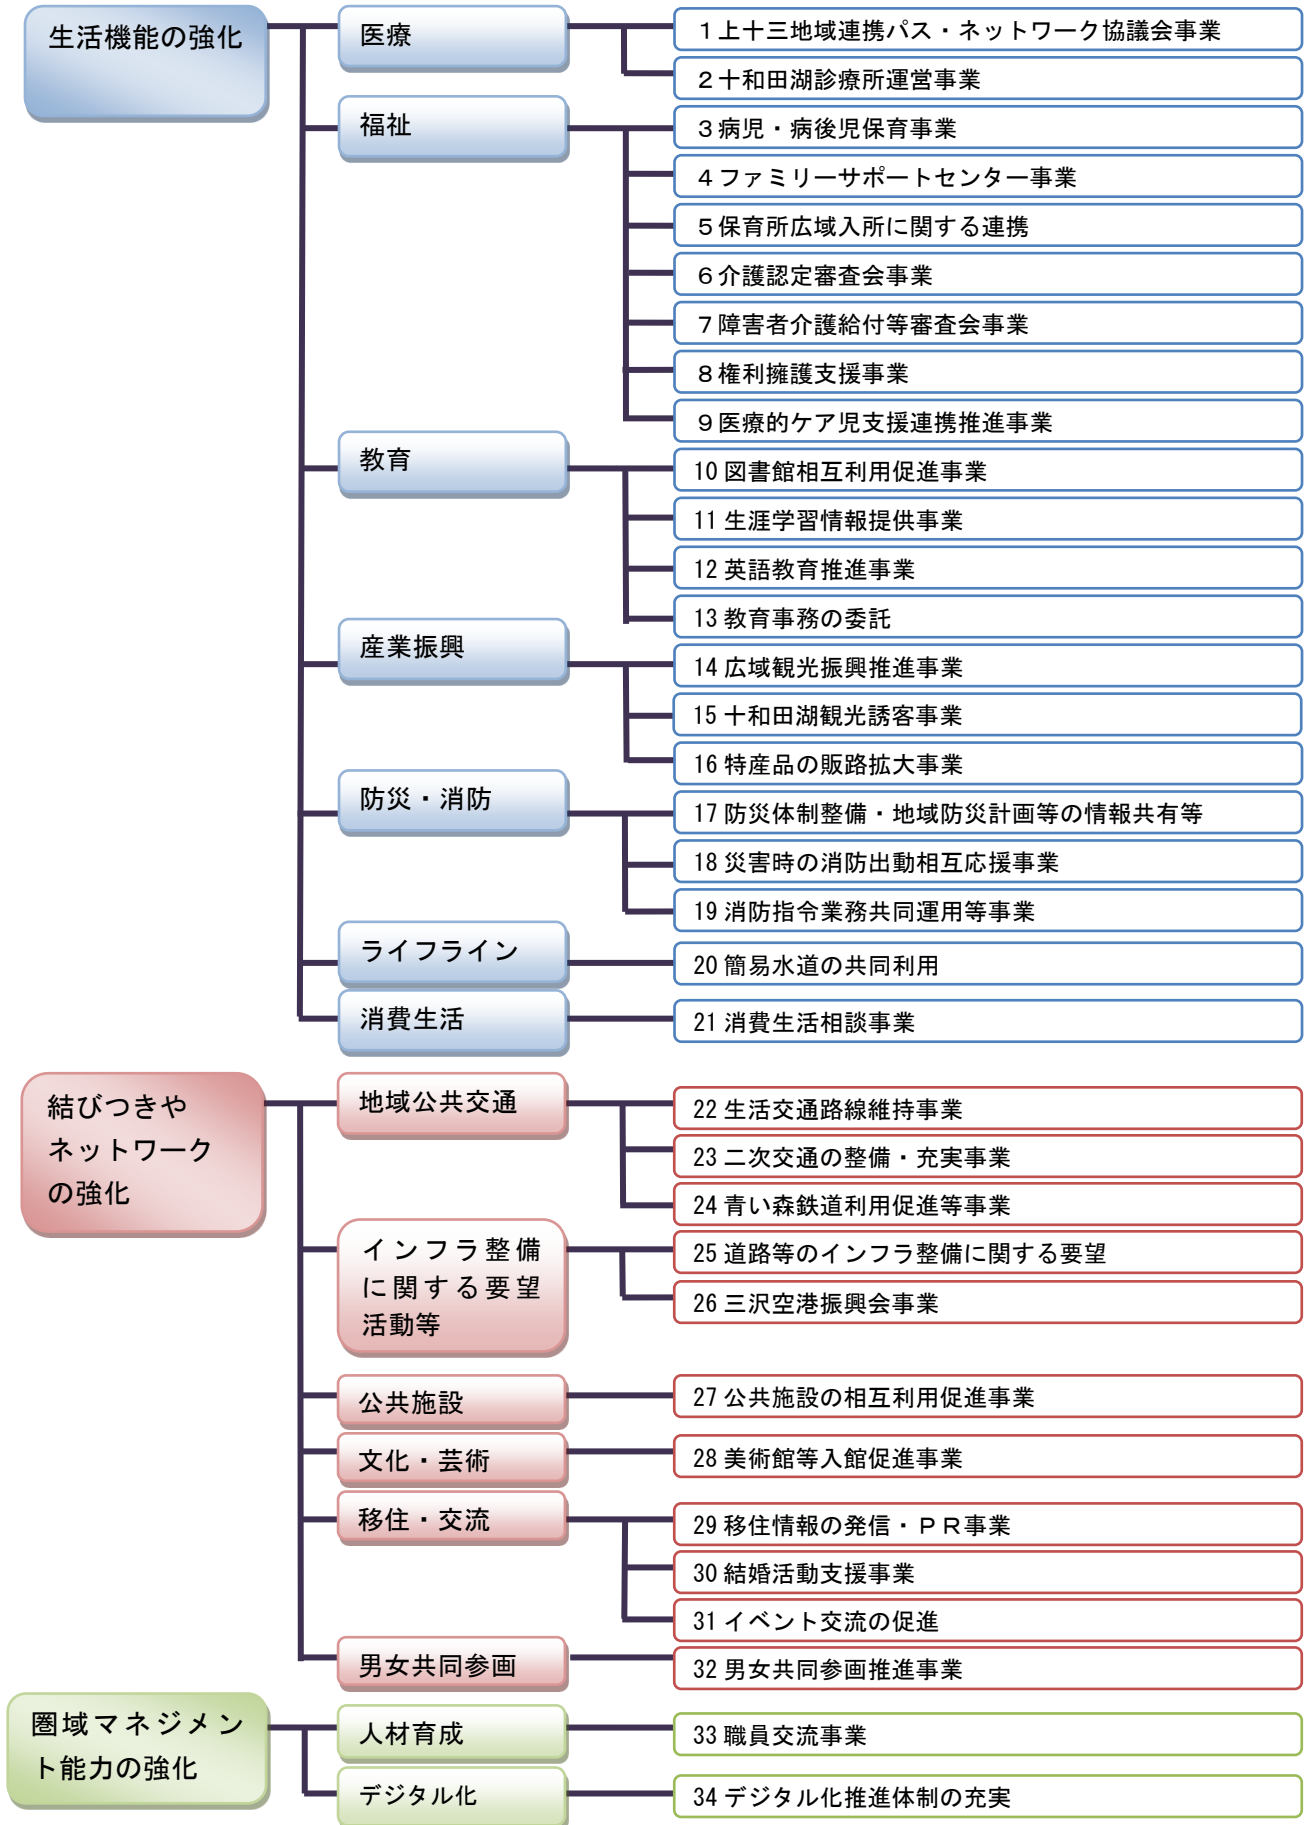 生活機能の強化
医療
1上十三地域連携パス・ネットワーク協議会事業
2十和田湖診療所運営事業
福祉
3病児・病後児保育事業
4ファミリーサポートセンター事業
5保育所広域入所に関する連携
6介護認定審査会事業
7障害者介護給付等審査会事業
8権利擁護支援事業
9医療的ケア児支援連携推進事業
教育
10 図書館相互利用促進事業
11 生涯学習情報提供事業
12 英語教育推進事業
13 教育事務の委託
産業振興
14 広域観光振興推進事業
15 十和田湖観光誘客事業
16 特産品の販路拡大事業
防災・消防
17 防災体制整備・地域防災計画等の情報共有等
18 災害時の消防出動相互応援事業
19 消防指令業務共同運用等事業
ライフライン
20 簡易水道の共同利用
消費生活
21 消費生活相談事業
結びつきや
ネットワーク
の強化
地域公共交通
22 生活交通路線維持事業
23 二次交通の整備・充実事業
24 青い森鉄道利用促進等事業
インフラ整備
に関する要望
活動等
25 道路等のインフラ整備に関する要望
26 三沢空港振興会事業
公共施設
27 公共施設の相互利用促進事業
文化・芸術
28 美術館等入館促進事業
移住・交流
29 移住情報の発信・ＰＲ事業
30 結婚活動支援事業
31 イベント交流の促進
男女共同参画
32 男女共同参画推進事業
圏域マネジメン
ト能力の強化
人材育成
33 職員交流事業
デジタル化
34 デジタル化推進体制の充実